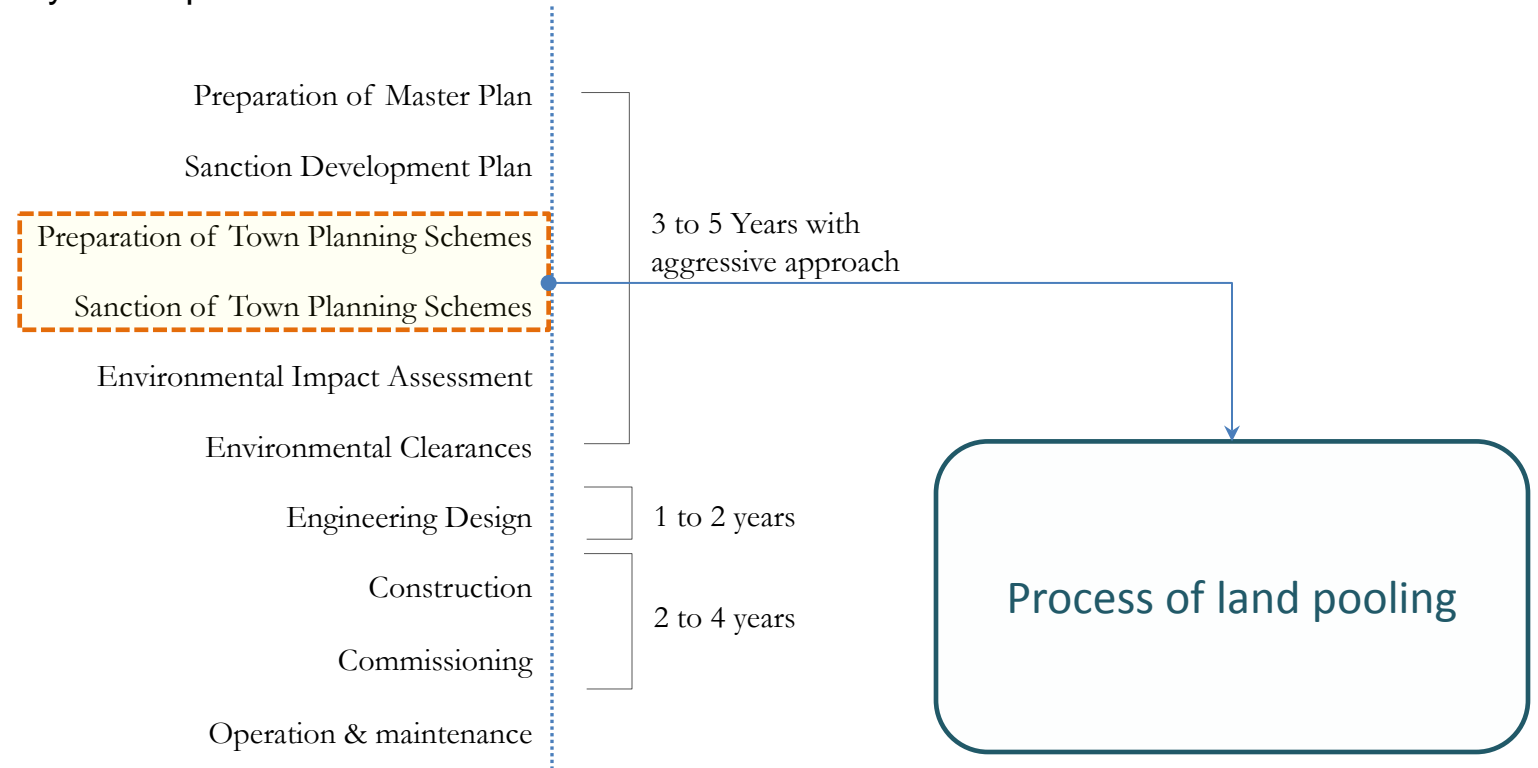 Preparation of Master Plan
Sanction Development Plan
Preparation of Town Planning Schemes
Sanction of Town Planning Schemes
Environmental Impact Assessment
Environmental Clearances
Engineering Design
Construction
Commissioning
Operation & maintenance
3 to 5 Years with
aggressive approach
1 to 2 years
2 to 4 years
Process of land pooling